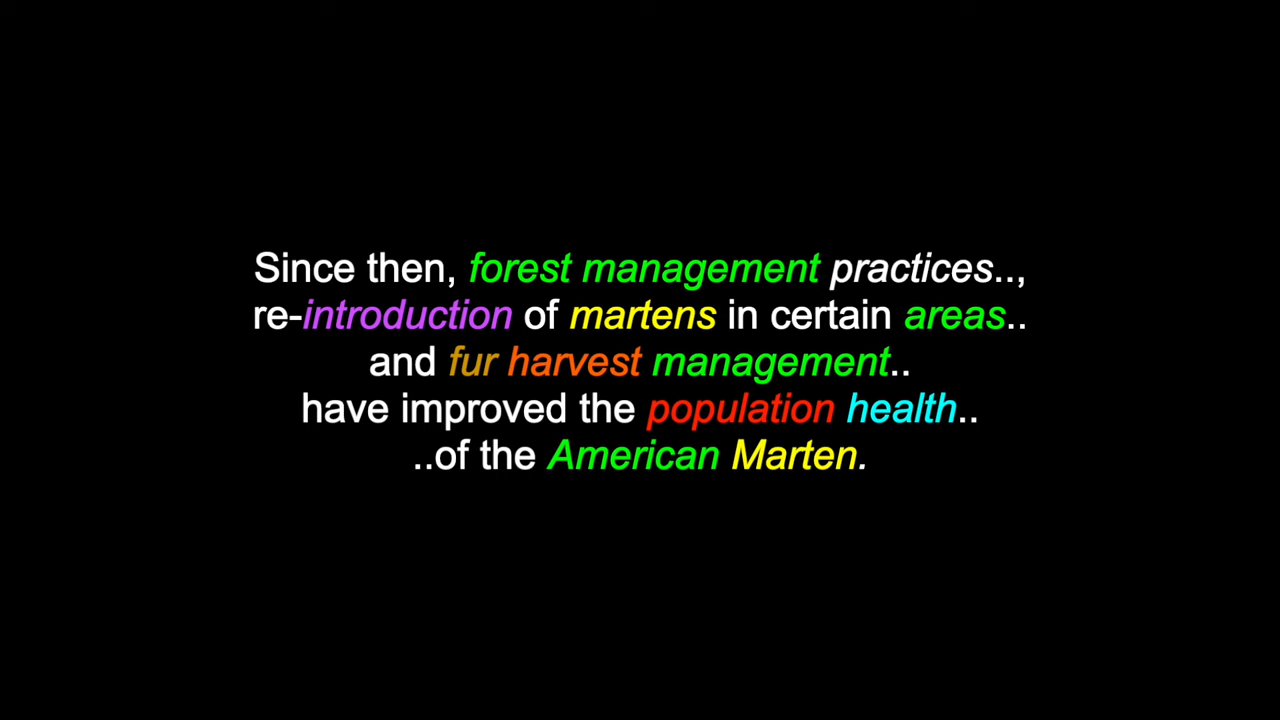 Since then, forest management practices..,
re-introduction of martens in certain areas..
and fur harvest management..
have improved the population health..
..of the American Marten.